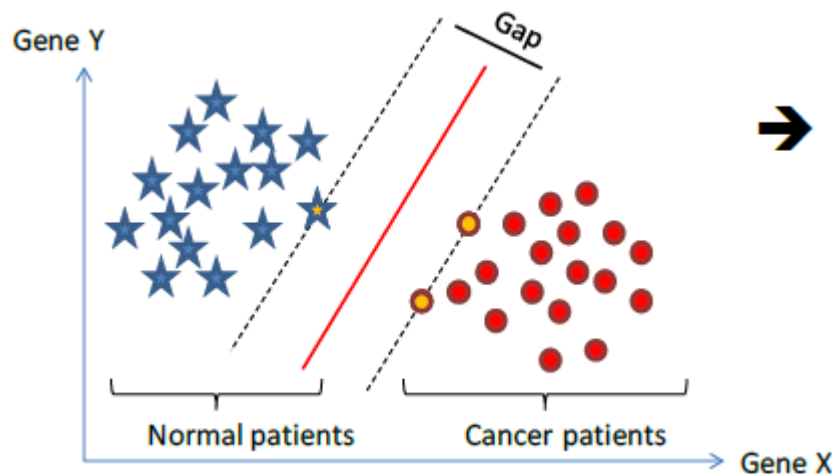 Gene Y
Gap
Normal patients
Cancer patients
Gene X